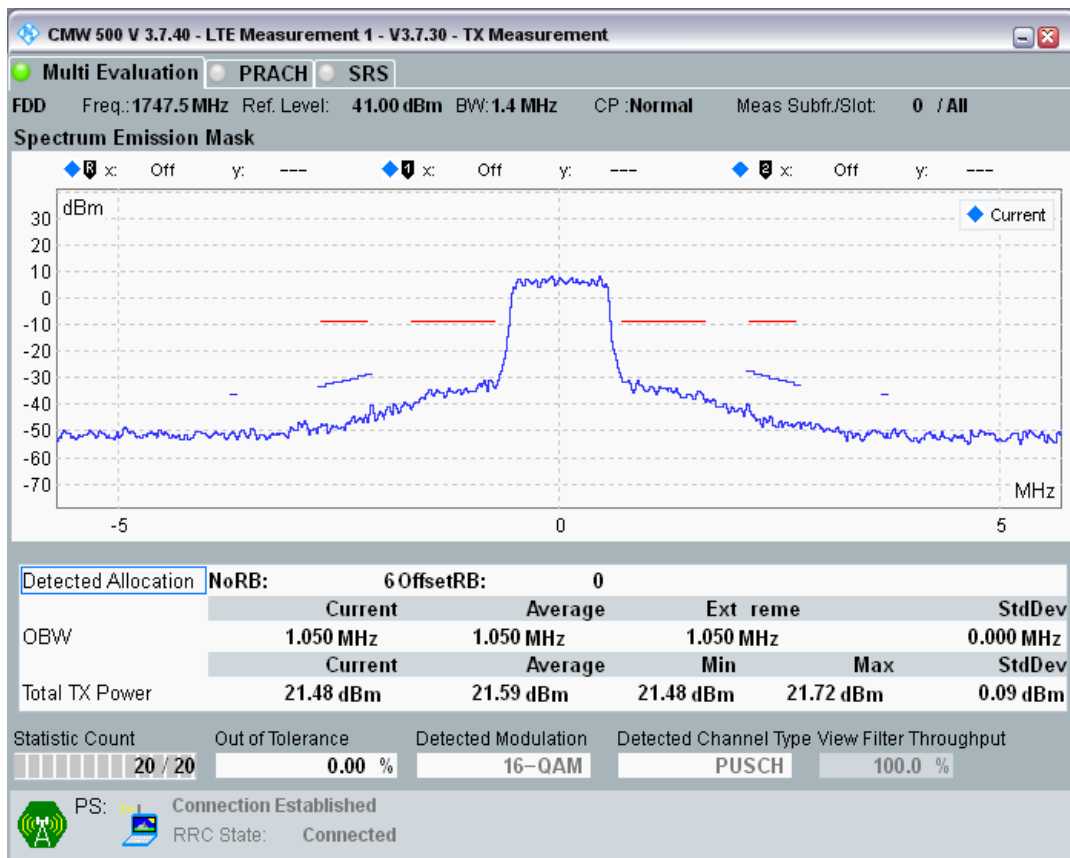 CMW 500 V 3.7.40 - LTE Measurement 1 - V3.7.30 - TX Measurement
Multi Evaluation PRACH SRS
FDD Freq.: 1747.5 MHz Ref. Level: 41.00 dBm BW: 1.4 MHz CP :Normal Meas Subfr./Slot: 0 / All
Spectrum Emission Mask
R x: Off y: --- 1 x: Off y: --- 2 x: Off y: ---
dBm
Current
30
20
10
0
-10
-20
-30
-40
-50
-60
-70
MHz
-5 0 5
Detected Allocation NoRB: 6 OffsetRB: 0
Current Average Ext reme StdDev
OBW 1.050 MHz 1.050 MHz 1.050 MHz 0.000 MHz
Current Average Min Max StdDev
Total TX Power 21.48 dBm 21.59 dBm 21.48 dBm 21.72 dBm 0.09 dBm
Statistic Count Out of Tolerance Detected Modulation Detected Channel Type View Filter Throughput
20 / 20 0.00 % 16-QAM PUSCH 100.0 %
PS: Connection Established
RRC State: Connected